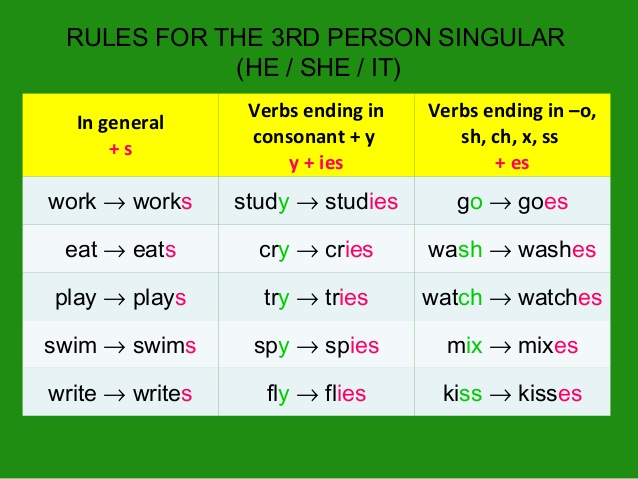 RULES FOR THE 3RD PERSON SINGULAR
(HE / SHE / IT)
In general
+ s
Verbs ending in
consonant + y
y + ies
Verbs ending in –o,
sh, ch, x, ss
+ es
work → works
study → studies
go → goes
eat → eats
cry → cries
wash → washes
play → plays
try → tries
watch → watches
swim → swims
spy → spies
mix → mixes
write → writes
fly → flies
kiss → kisses